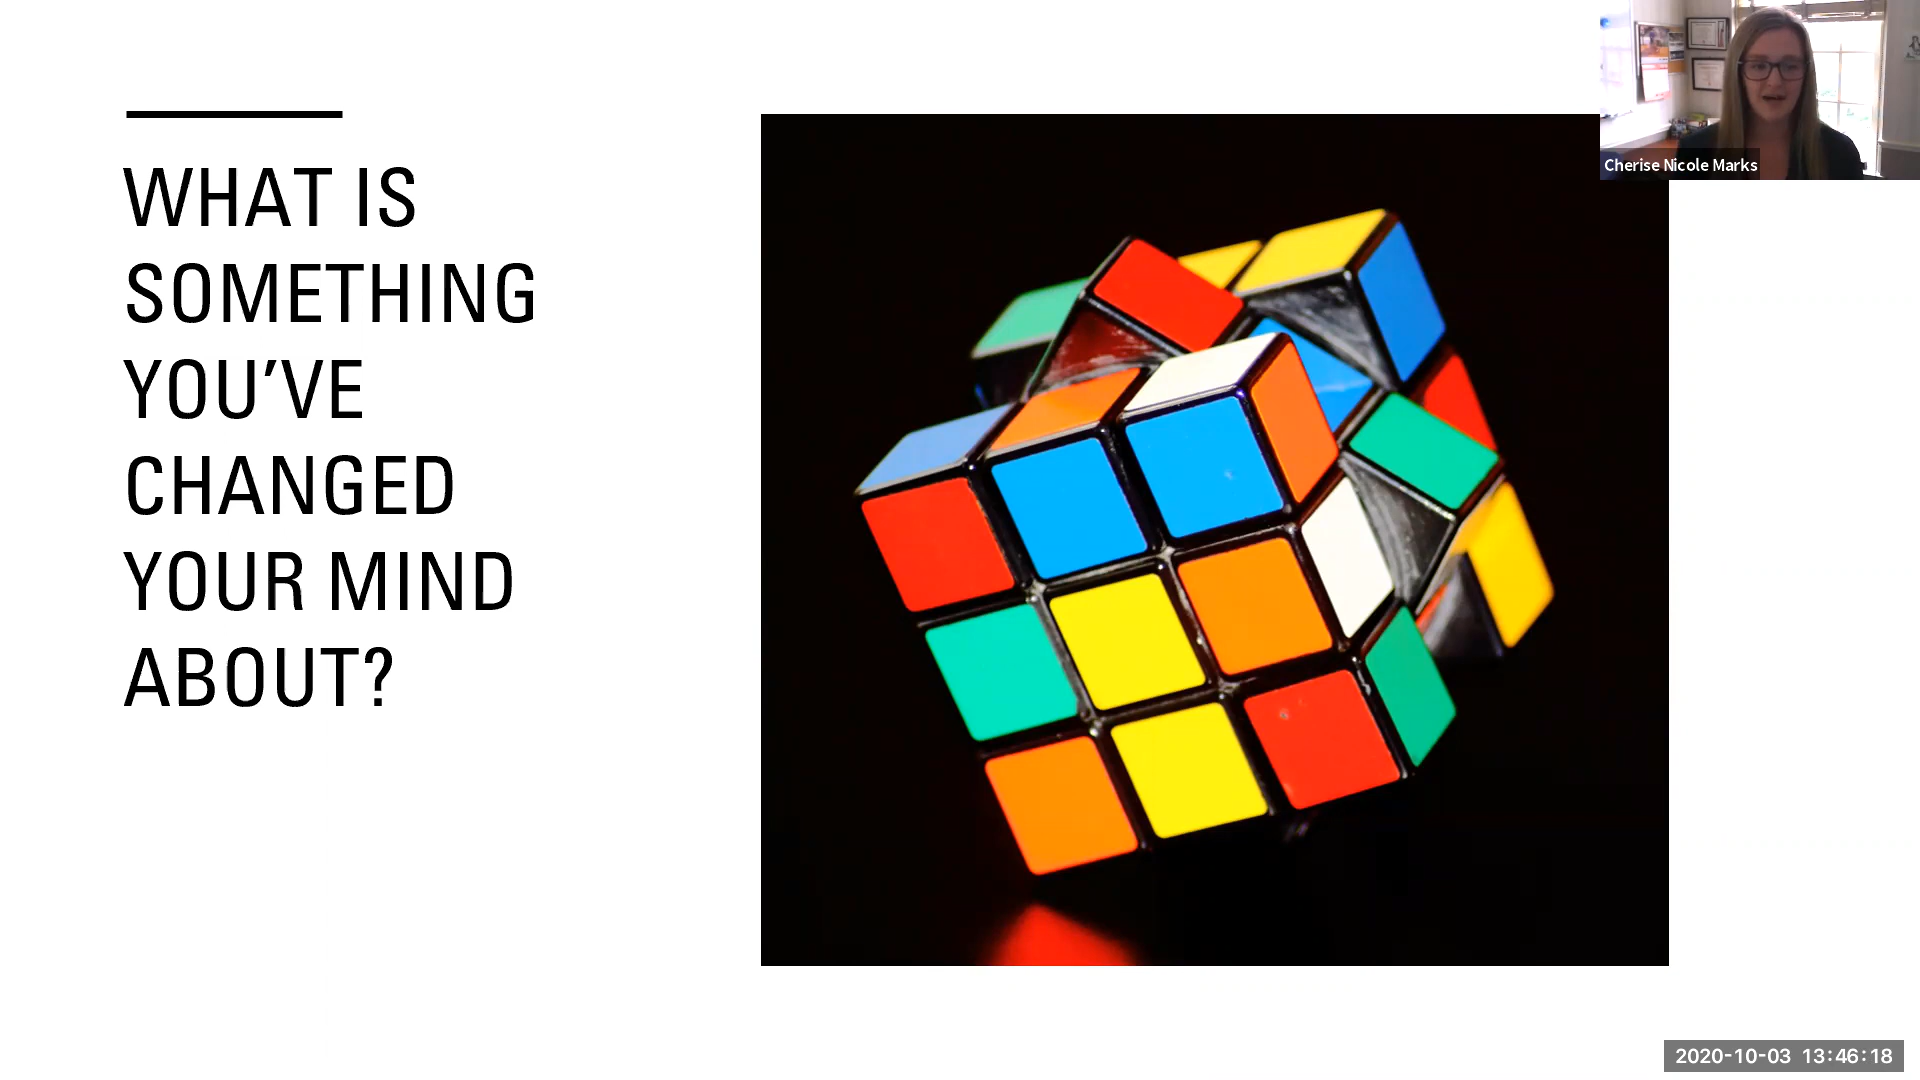 WHAT IS
SOMETHING
YOU’VE
CHANGED
YOUR MIND
ABOUT?
Cherise Nicole Marks
2020-10-03 13:46:18